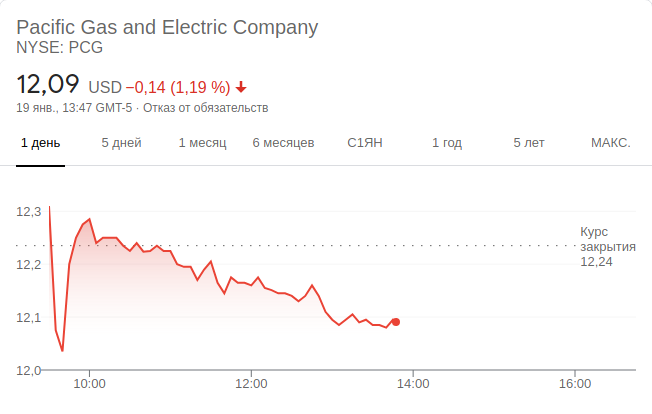 Pacific Gas and Electric Company
NYSE: PCG
12,09 USD −0,14 (1,19 %)
19 янв., 13:47 GMT-5 · Отказ от обязательств
1 день 5 дней 1 месяц 6 месяцев С1ЯН 1 год 5 лет МАКС.
12,3
Курс
закрытия
12,24
12,2
12,1
12,0
10:00 12:00 14:00 16:00